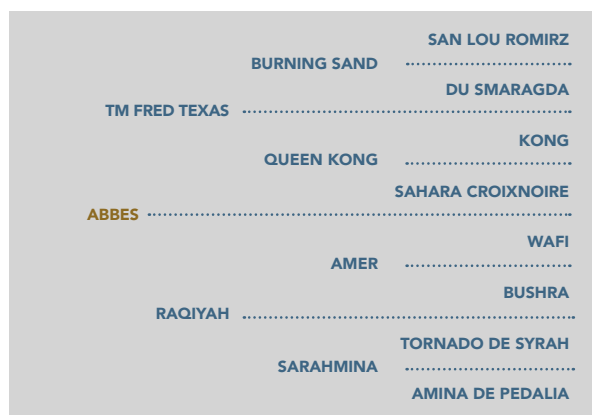 SAN LOU ROMIRZ
BURNING SAND
DU SMARAGDA
TM FRED TEXAS
KONG
QUEEN KONG
SAHARA CROIXNOIRE
ABBES
WAFI
AMER
BUSHRA
RAQIYAH
TORNADO DE SYRAH
SARAHMINA
AMINA DE PEDALIA